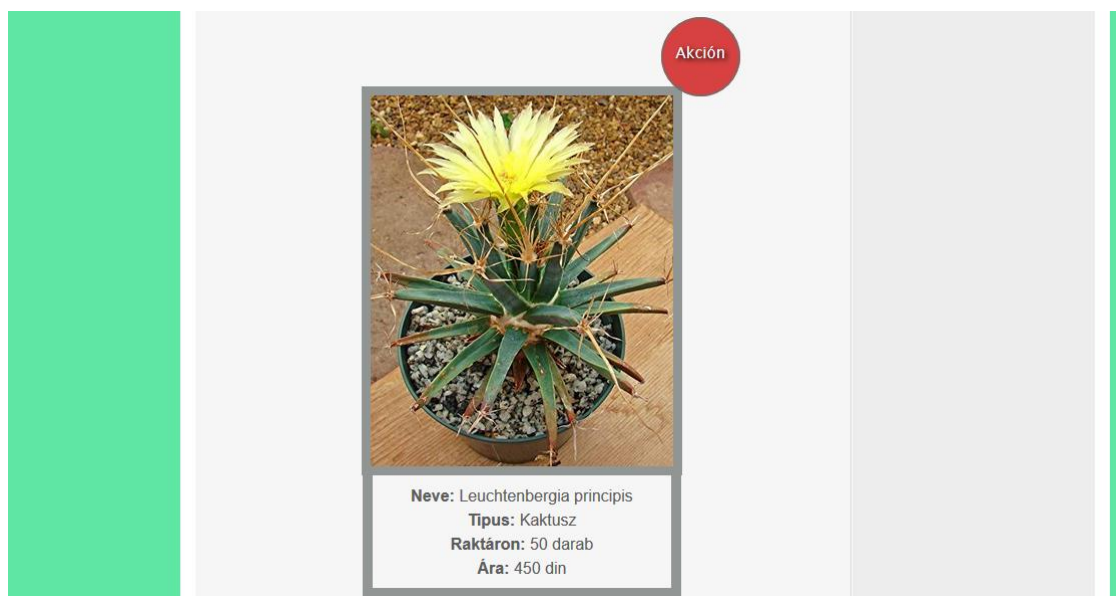 Akción
Neve: Leuchtenbergia principis
Tipus: Kaktusz
Raktáron: 50 darab
Ára: 450 din